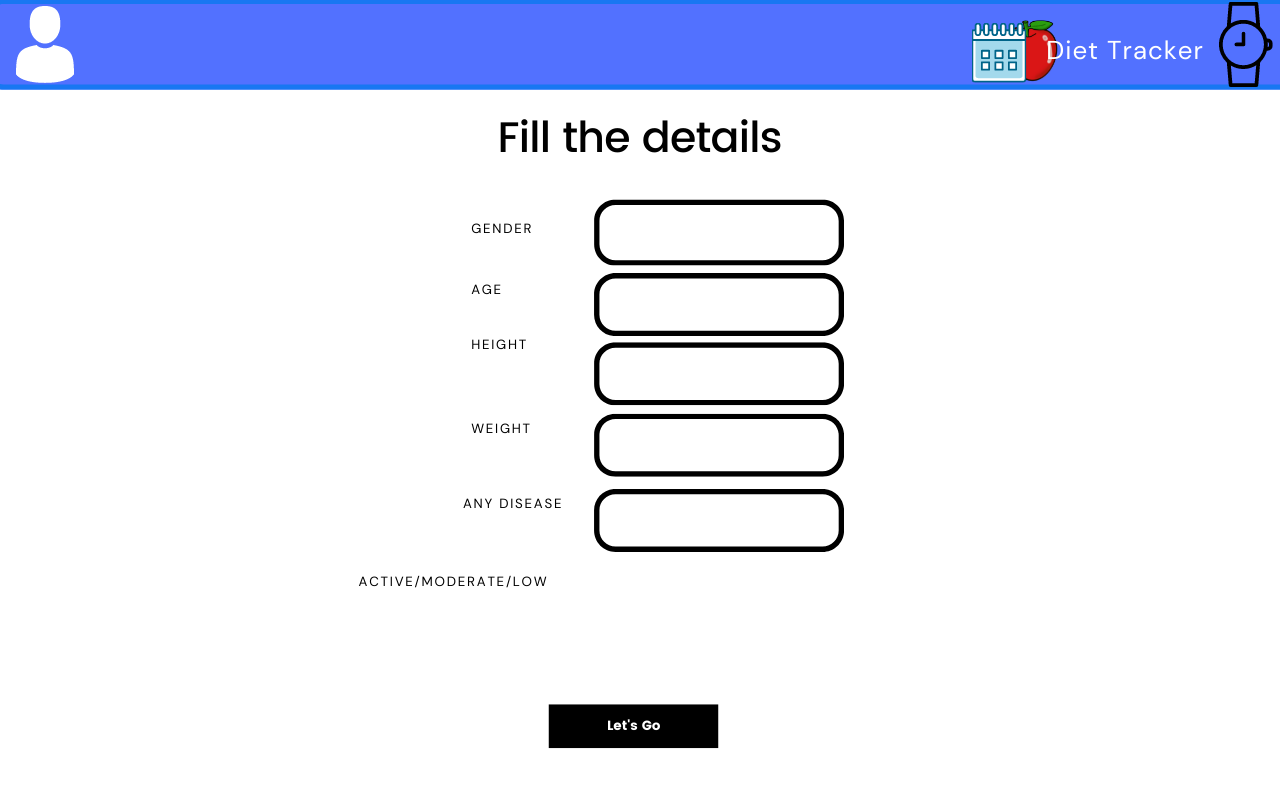 Diet Tracker
Fill the details
GENDER
AGE
HEIGHT
WEIGHT
ANY DISEASE
ACTIVE/MODERATE/LOW
Let's Go